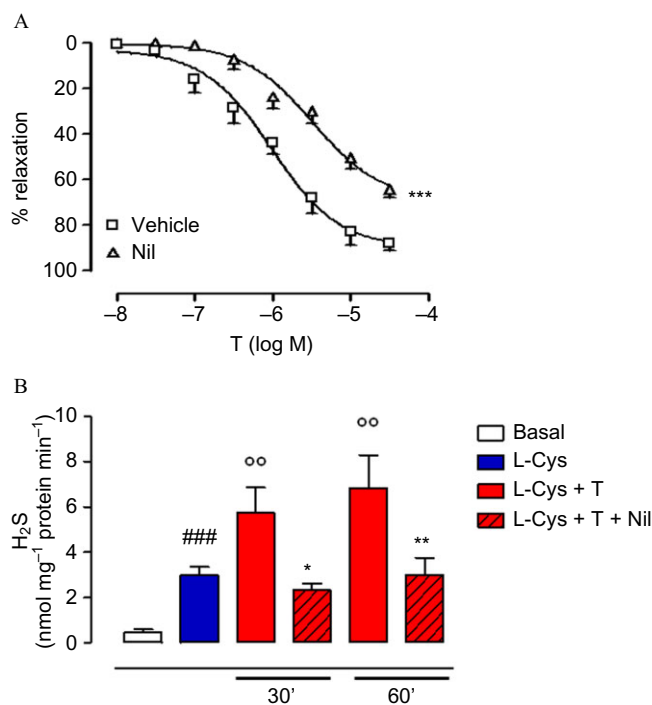 A
0
20
40
60
80
100
% relaxation
***
Vehicle
Nil
–8
–7
–6
–5
–4
T (log M)
B
10
8
6
4
2
0
H₂S
(nmol mg⁻¹ protein min⁻¹)
###
°°
*
°°
**
Basal
L-Cys
L-Cys + T
L-Cys + T + Nil
30'
60'